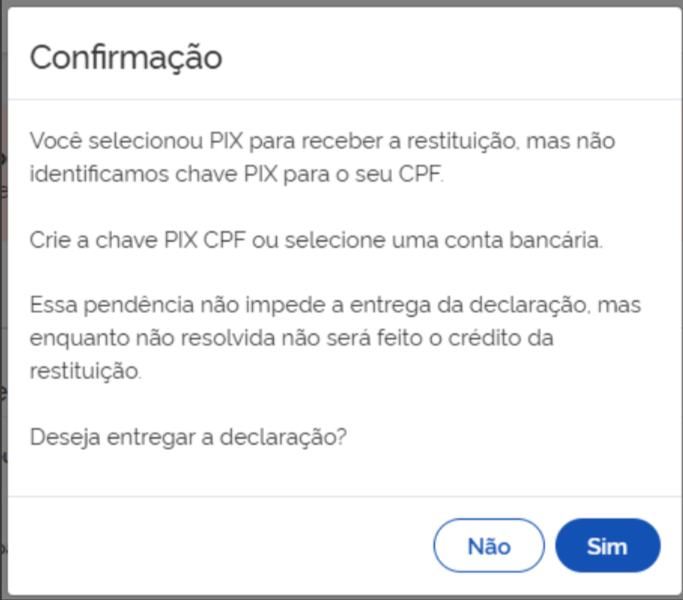 Confirmação
Você selecionou PIX para receber a restituição, mas não
identificamos chave PIX para o seu CPF.
Crie a chave PIX CPF ou selecione uma conta bancária.
Essa pendência não impede a entrega da declaração, mas
enquanto não resolvida não será feito o crédito da
restituição.
Deseja entregar a declaração?
Não
Sim